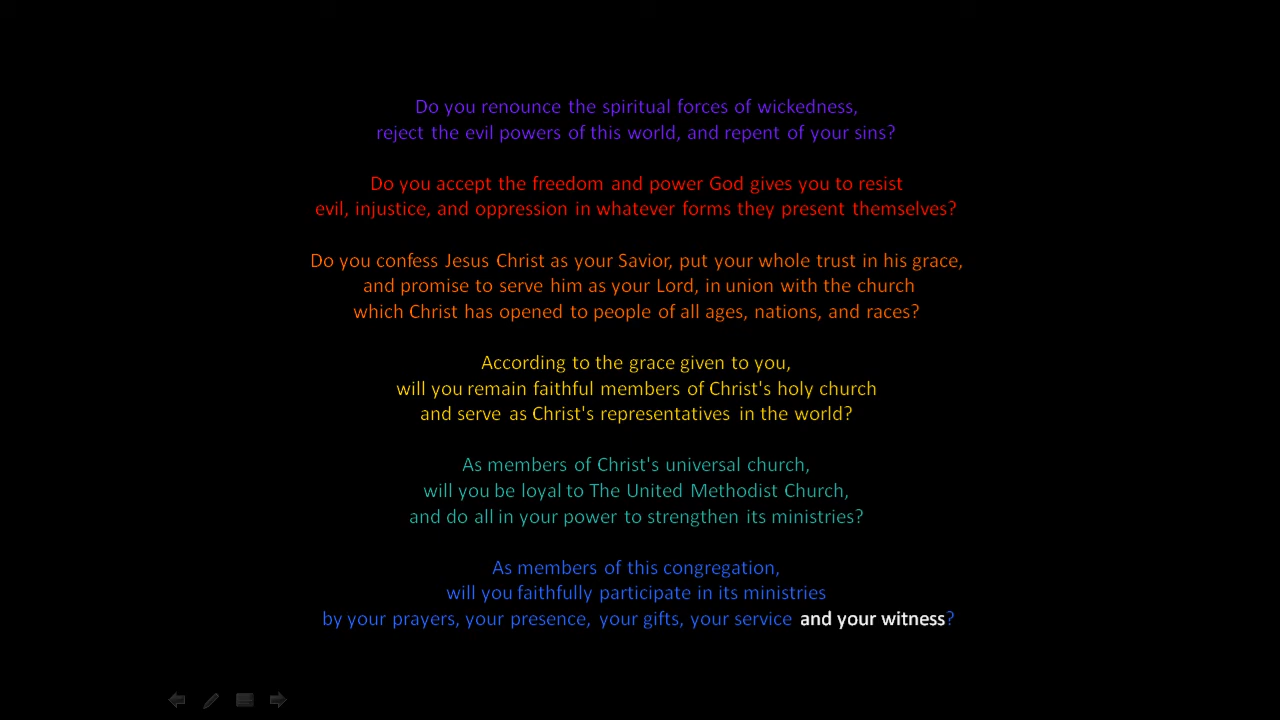 Do you renounce the spiritual forces of wickedness,
reject the evil powers of this world, and repent of your sins?
Do you accept the freedom and power God gives you to resist
evil, injustice, and oppression in whatever forms they present themselves?
Do you confess Jesus Christ as your Savior, put your whole trust in his grace,
and promise to serve him as your Lord, in union with the church
which Christ has opened to people of all ages, nations, and races?
According to the grace given to you,
will you remain faithful members of Christ's holy church
and serve as Christ's representatives in the world?
As members of Christ's universal church,
will you be loyal to The United Methodist Church,
and do all in your power to strengthen its ministries?
As members of this congregation,
will you faithfully participate in its ministries
by your prayers, your presence, your gifts, your service and your witness?